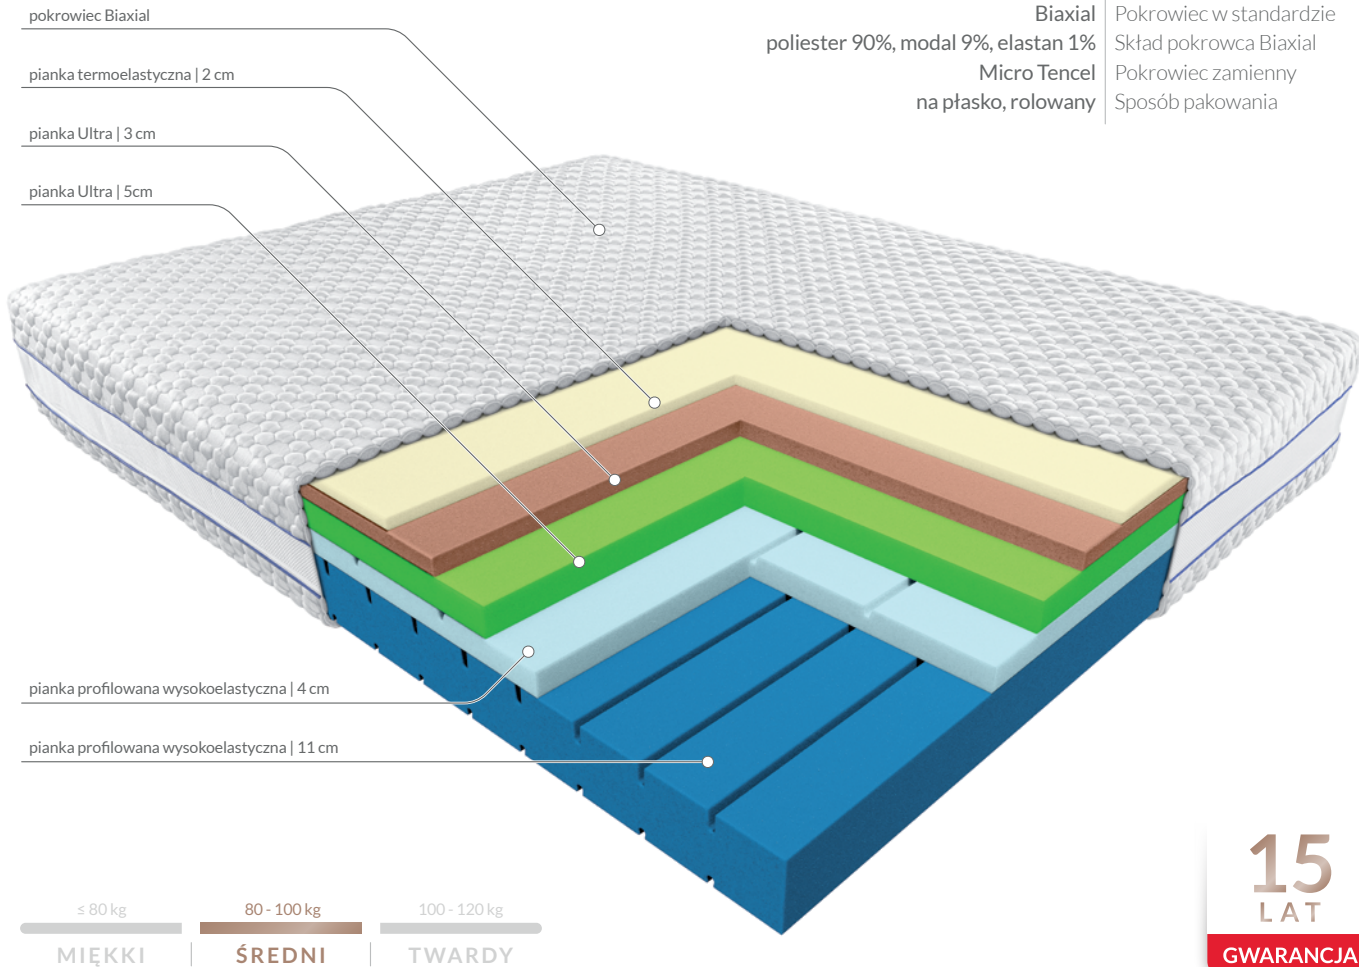 pokrowiec Biaxial
pianka termoelastyczna | 2 cm
pianka Ultra | 3 cm
pianka Ultra | 5cm
Biaxial Pokrowiec w standardzie
poliester 90%, modal 9%, elastan 1% Skład pokrowca Biaxial
Micro Tencel Pokrowiec zamienny
na płasko, rolowany Sposób pakowania
pianka profilowana wysokoelastyczna | 4 cm
pianka profilowana wysokoelastyczna | 11 cm
≤ 80 kg 80 - 100 kg 100 - 120 kg
MIĘKKI ŚREDNI TWARDY
15
LAT
GWARANCJA